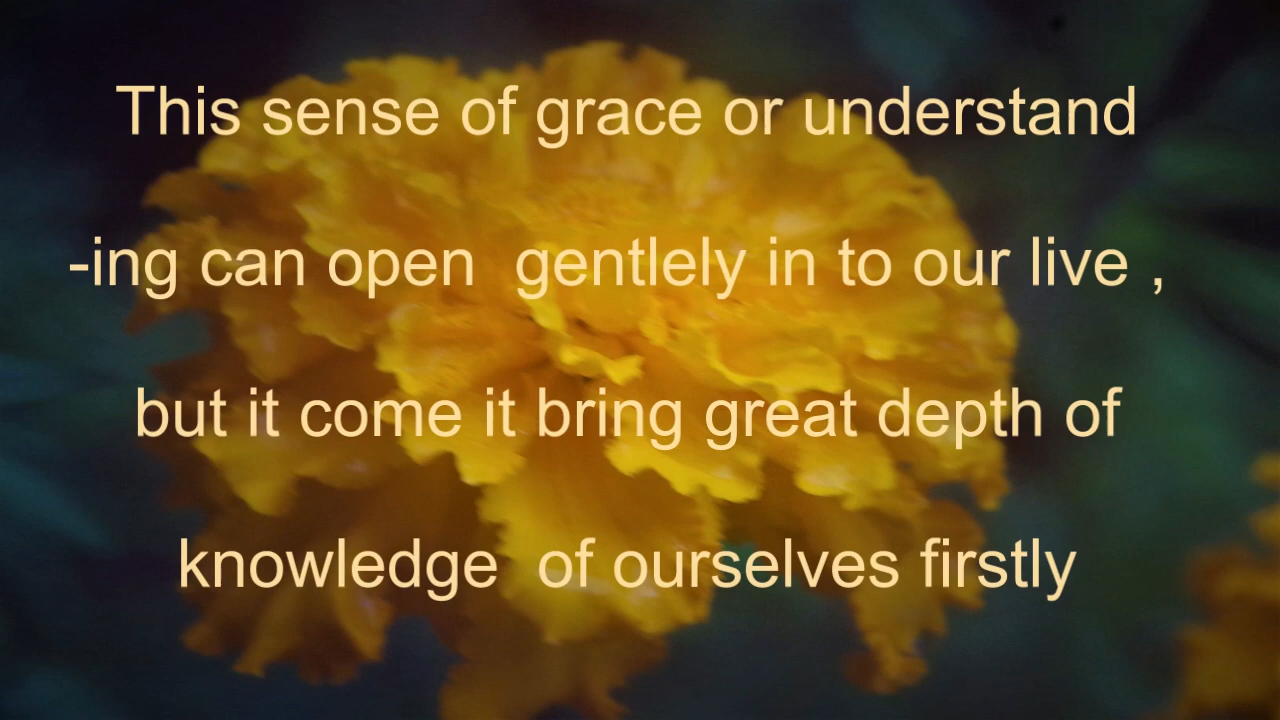 This sense of grace or understand
-ing can open  gentlely in to our live ,
but it come it bring great depth of
knowledge  of ourselves firstly